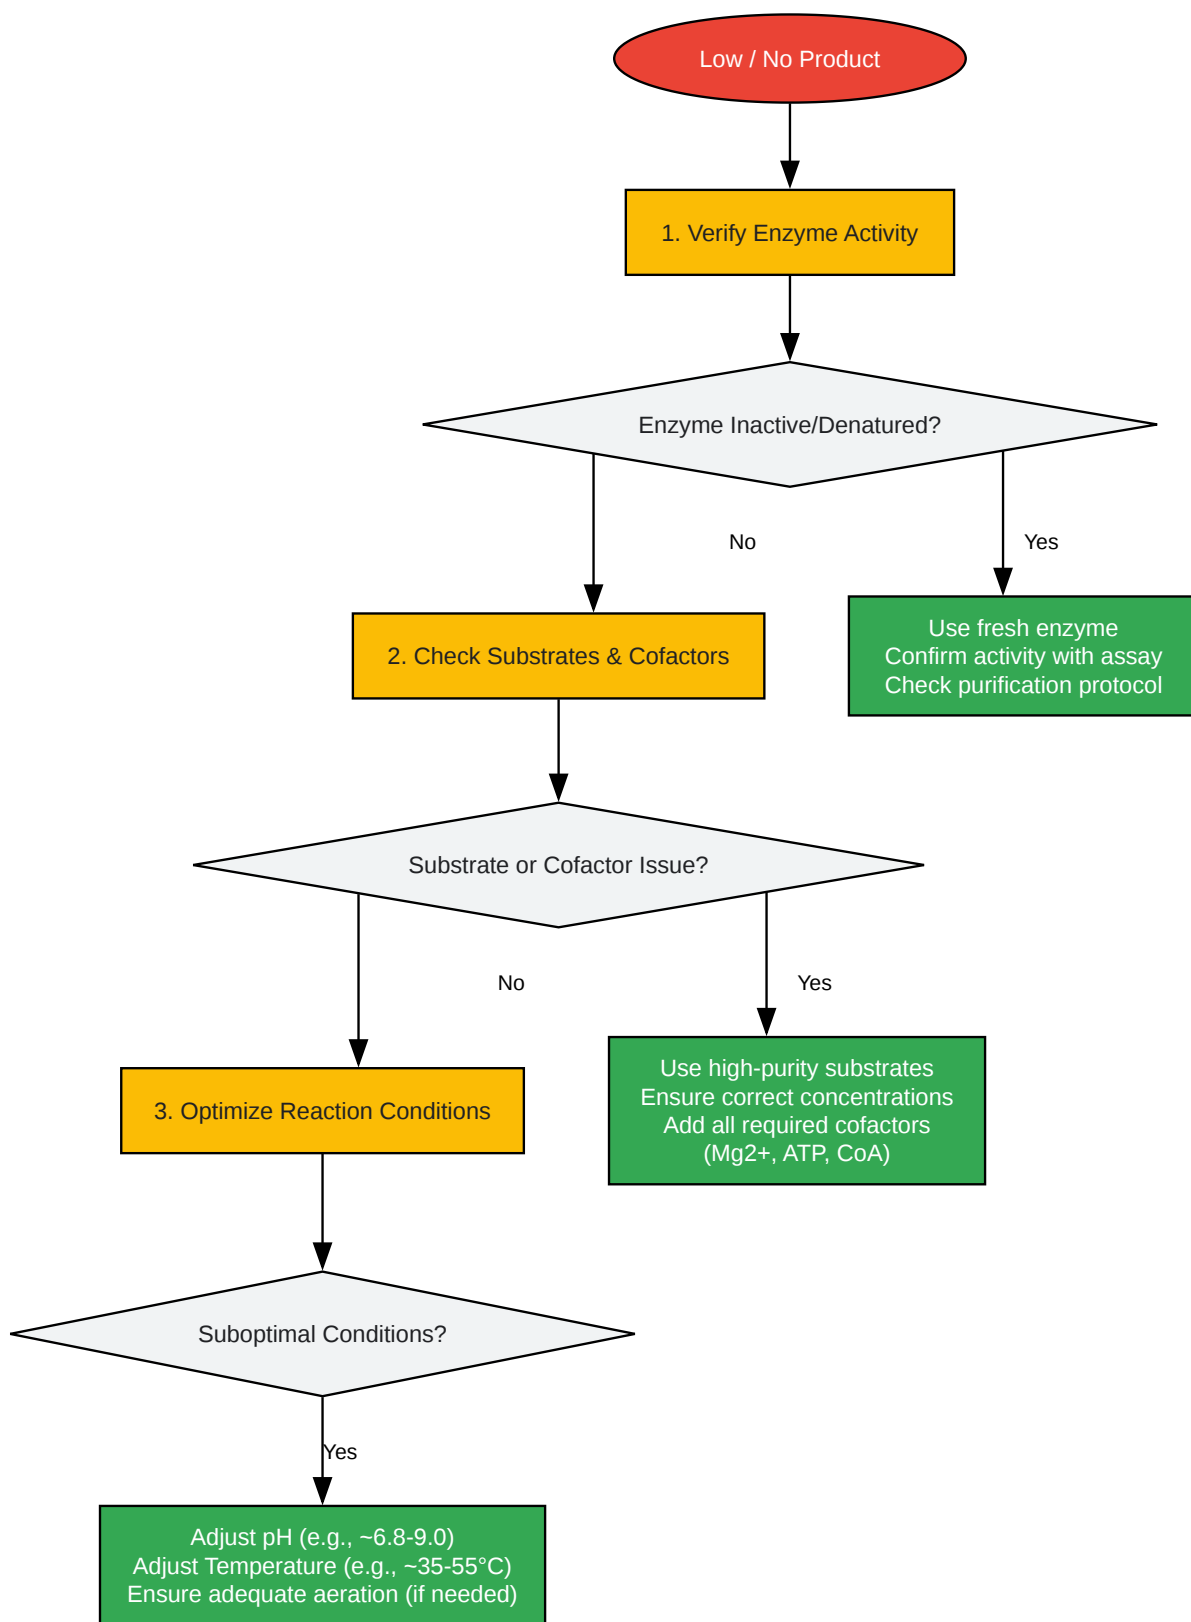 Low / No Product
1. Verify Enzyme Activity
Enzyme Inactive/Denatured?
No
Yes
Use fresh enzyme
Confirm activity with assay
Check purification protocol
2. Check Substrates & Cofactors
Substrate or Cofactor Issue?
No
Yes
Use high-purity substrates
Ensure correct concentrations
Add all required cofactors
(Mg2+, ATP, CoA)
3. Optimize Reaction Conditions
Suboptimal Conditions?
Yes
Adjust pH (e.g., ~6.8-9.0)
Adjust Temperature (e.g., ~35-55°C)
Ensure adequate aeration (if needed)